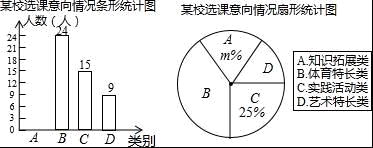 某校选课意向情况条形统计图
人数（人）
24
21
18
15
12
9
6
3
0
24
15
9
A B C D 类别
某校选课意向情况扇形统计图
A
m%
B
D
C
25%
A.知识拓展类
B.体育特长类
C.实践活动类
D.艺术特长类